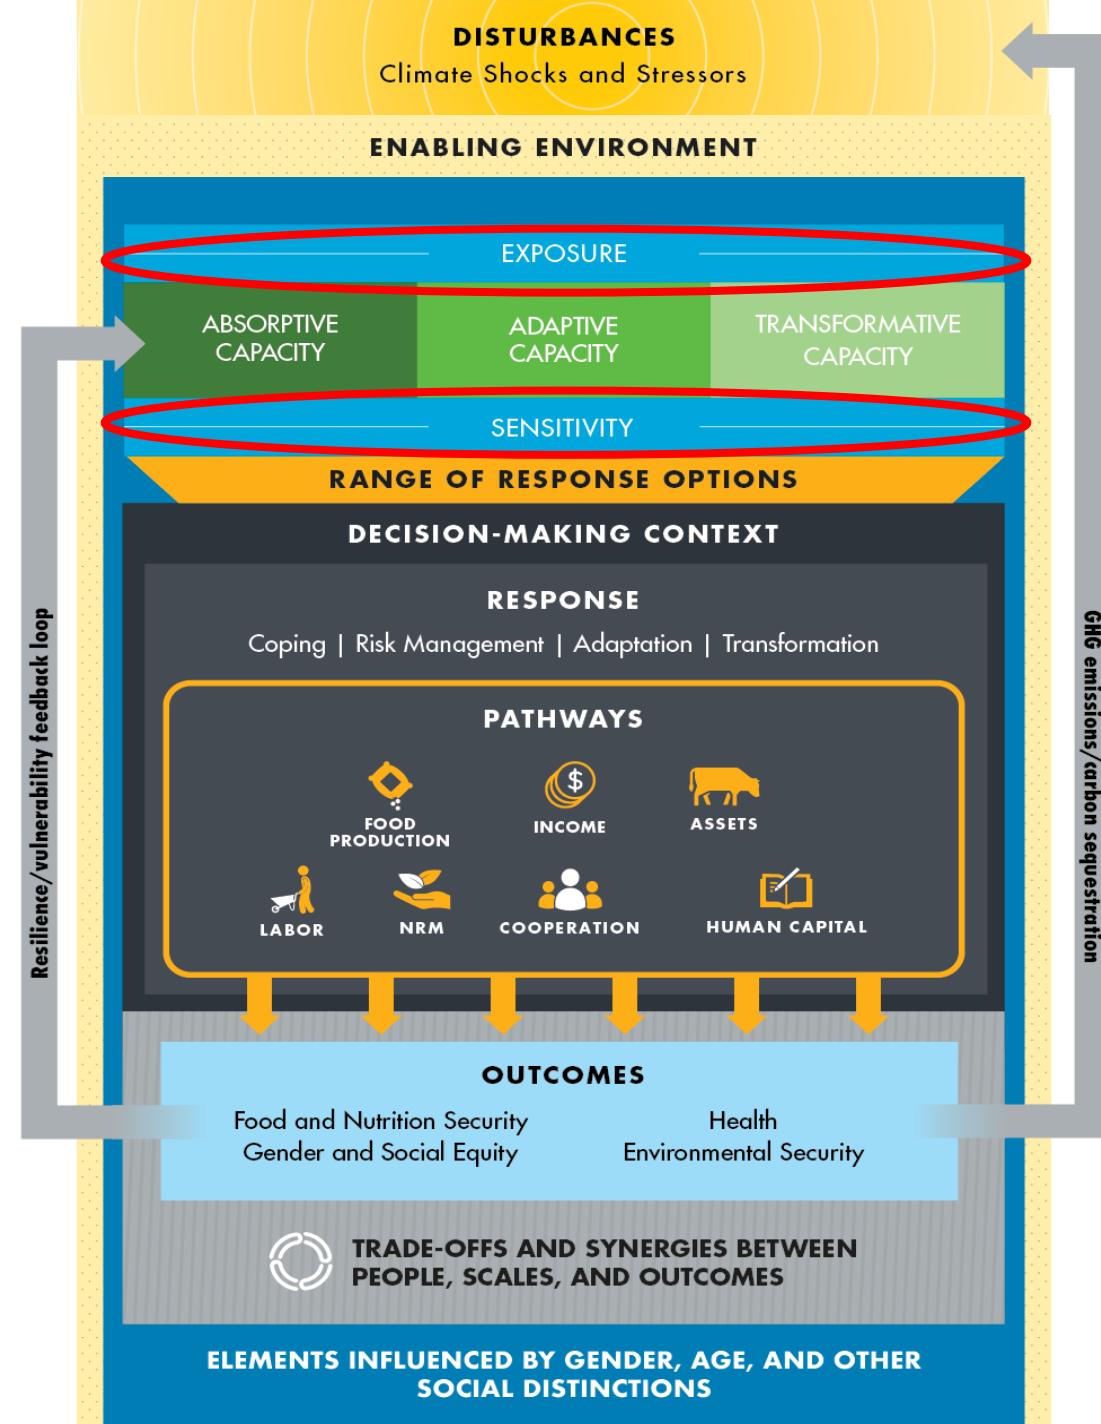 DISTURBANCES
Climate Shocks and Stressors
ENABLING ENVIRONMENT
EXPOSURE
ABSORPTIVE
CAPACITY
ADAPTIVE
CAPACITY
TRANSFORMATIVE
CAPACITY
SENSITIVITY
RANGE OF RESPONSE OPTIONS
DECISION-MAKING CONTEXT
RESPONSE
Coping | Risk Management | Adaptation | Transformation
PATHWAYS
$
FOOD
PRODUCTION
INCOME
ASSETS
LABOR
NRM
COOPERATION
HUMAN CAPITAL
OUTCOMES
Food and Nutrition Security
Gender and Social Equity
Health
Environmental Security
TRADE-OFFS AND SYNERGIES BETWEEN
PEOPLE, SCALES, AND OUTCOMES
ELEMENTS INFLUENCED BY GENDER, AGE, AND OTHER
SOCIAL DISTINCTIONS
Resilience/vulnerability feedback loop
GHG emissions/carbon sequestration